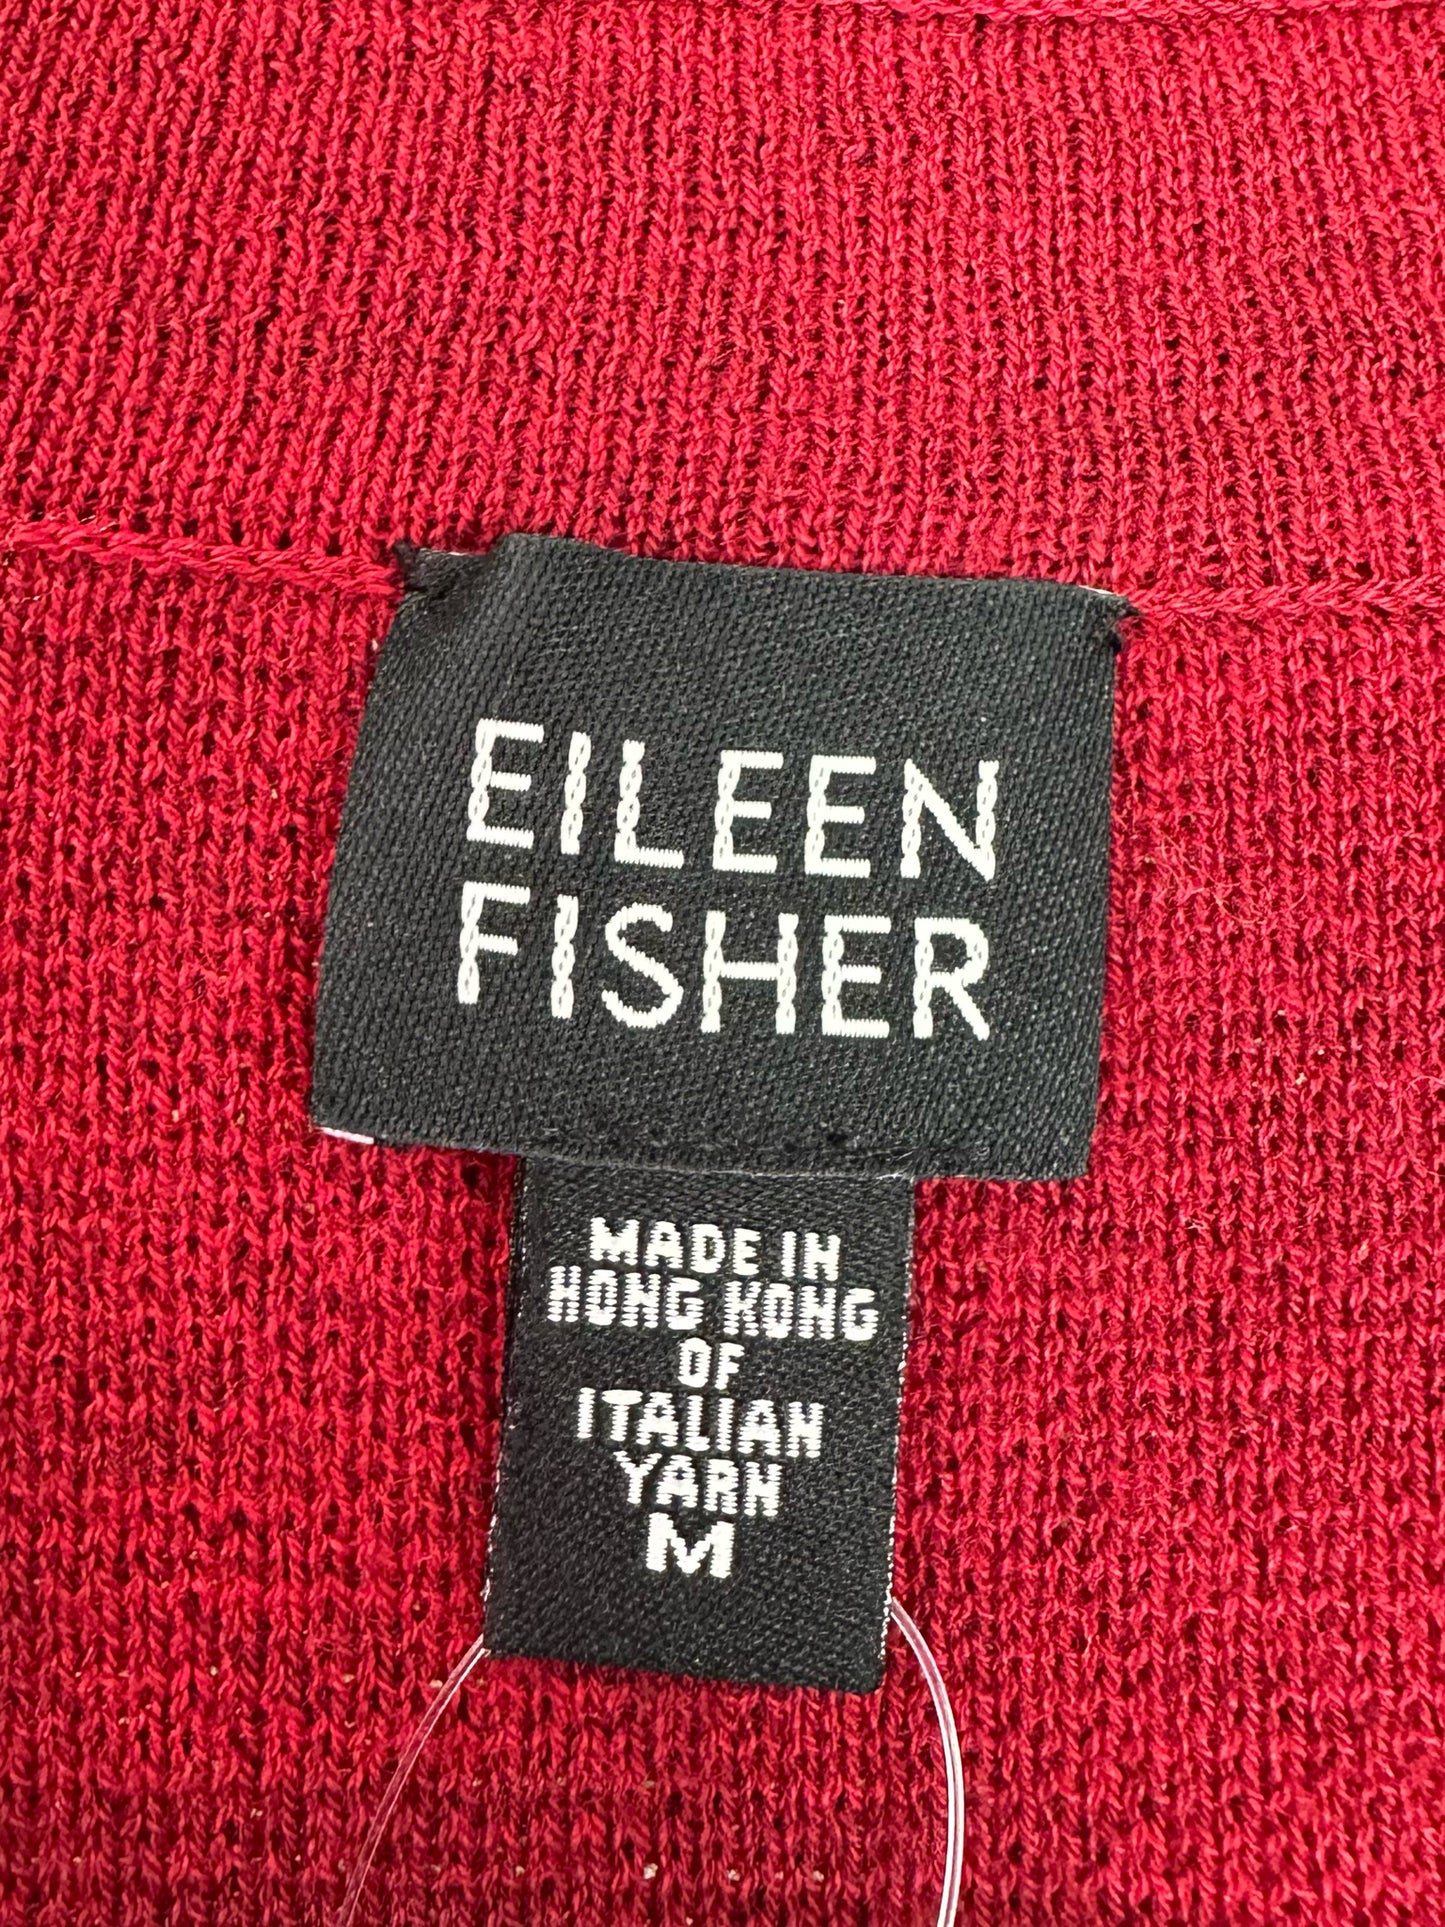 EILEEN
FISHER
MADE IN
HONG KONG
OF
ITALIAN
YARN
M